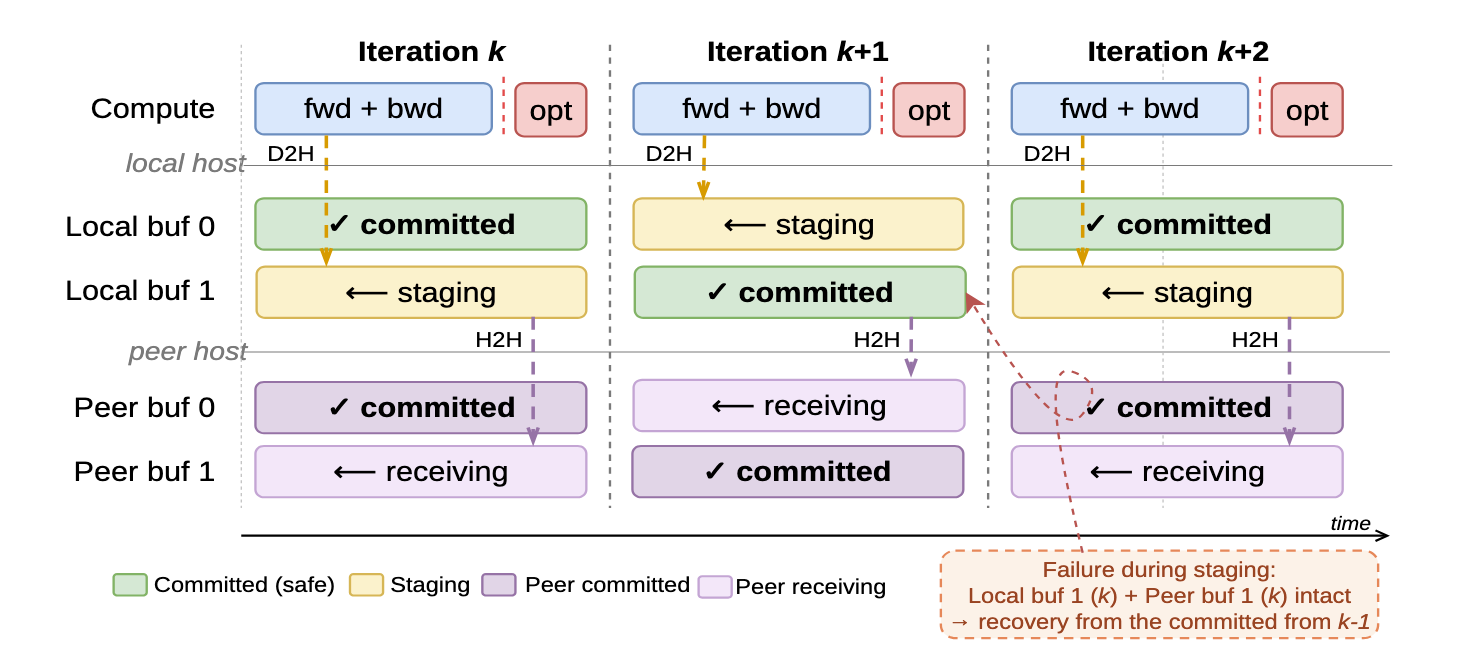 Iteration k
Iteration k+1
Iteration k+2
Compute
fwd + bwd
opt
fwd + bwd
opt
fwd + bwd
opt
local host
D2H
D2H
D2H
Local buf 0
✓ committed
⟵ staging
✓ committed
Local buf 1
⟵ staging
✓ committed
⟵ staging
peer host
H2H
H2H
H2H
Peer buf 0
✓ committed
⟵ receiving
✓ committed
Peer buf 1
⟵ receiving
✓ committed
⟵ receiving
time
Committed (safe)
Staging
Peer committed
Peer receiving
Failure during staging:
Local buf 1 (k) + Peer buf 1 (k) intact
→ recovery from the committed from k-1